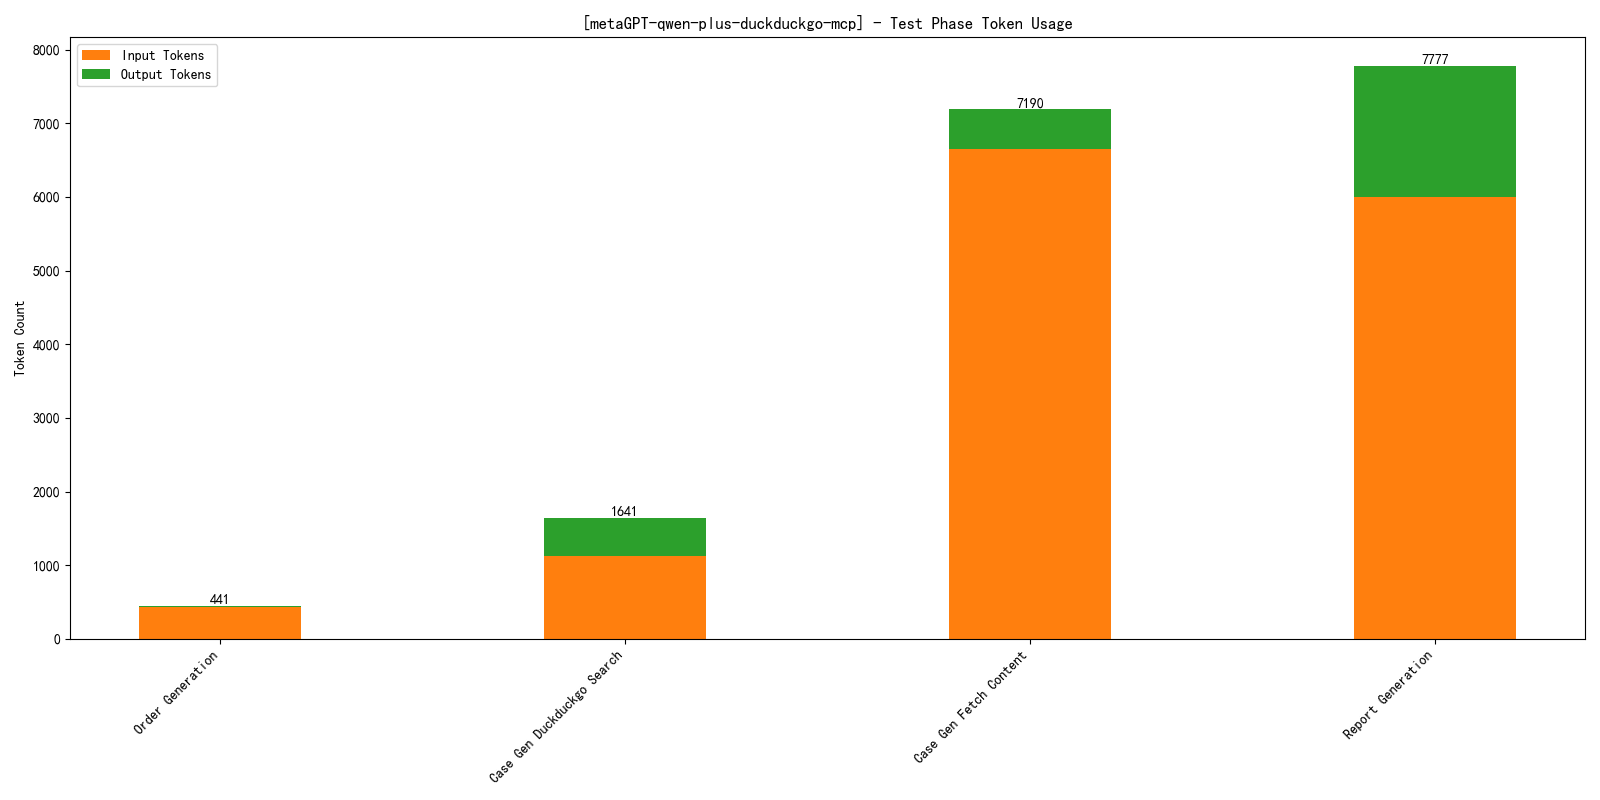 [metaGPT-qwen-plus-duckduckgo-mcp] - Test Phase Token Usage
Input Tokens
Output Tokens
Token Count
8000
7000
6000
5000
4000
3000
2000
1000
0
441
1641
7190
7777
Order Generation
Case Gen Duckduckgo Search
Case Gen Fetch Content
Report Generation